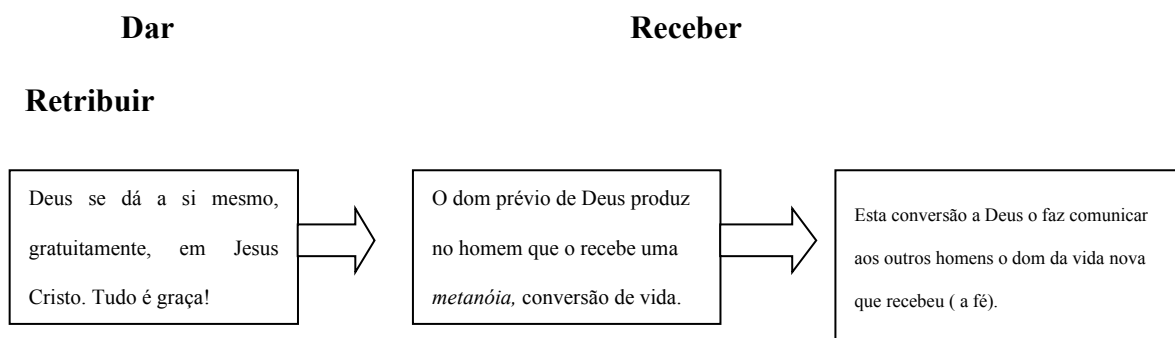 Dar Receber
Retribuir
Deus se dá a si mesmo,
gratuitamente, em Jesus
Cristo. Tudo é graça!
O dom prévio de Deus produz
no homem que o recebe uma
metanóia, conversão de vida.
Esta conversão a Deus o faz comunicar
aos outros homens o dom da vida nova
que recebeu ( a fé).